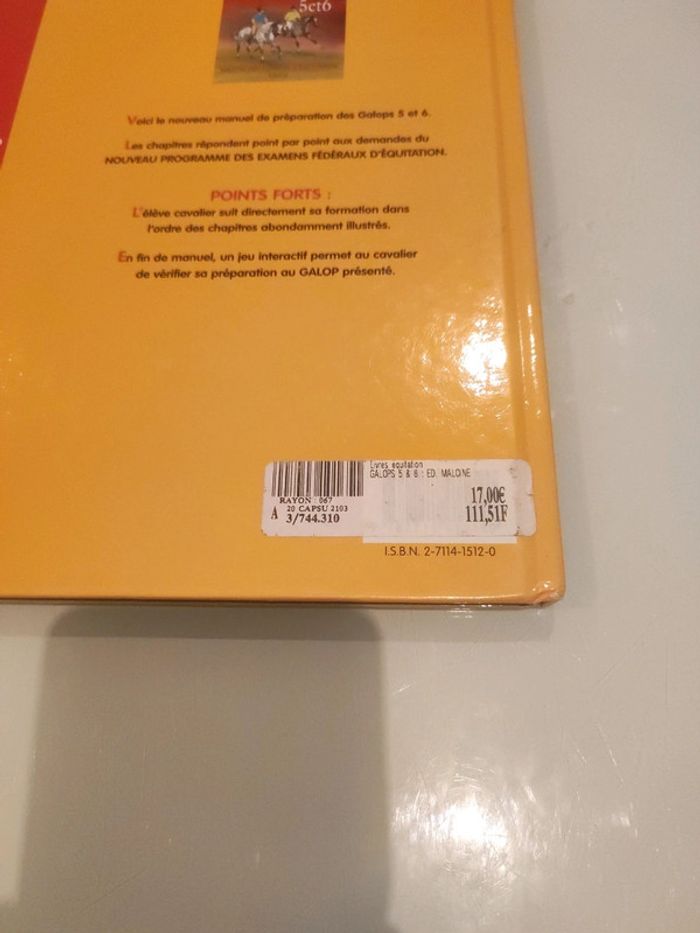 5et6
Voici le nouveau manuel de préparation des Galops 5 et 6.
Les chapitres répondent point par point aux demandes du
NOUVEAU PROGRAMME DES EXAMENS FÉDÉRAUX D'ÉQUITATION.
POINTS FORTS :
L'élève cavalier suit directement sa formation dans
l'ordre des chapitres abondamment illustrés.
En fin de manuel, un jeu interactif permet au cavalier
de vérifier sa préparation au GALOP présenté.
Livres equitation
GALOPS 5 & 6 : ED. MALOINE
RAYON : 067
A 20 CAPSU 2103
3/744.310
17,00€
111,51F
I.S.B.N. 2-7114-1512-0